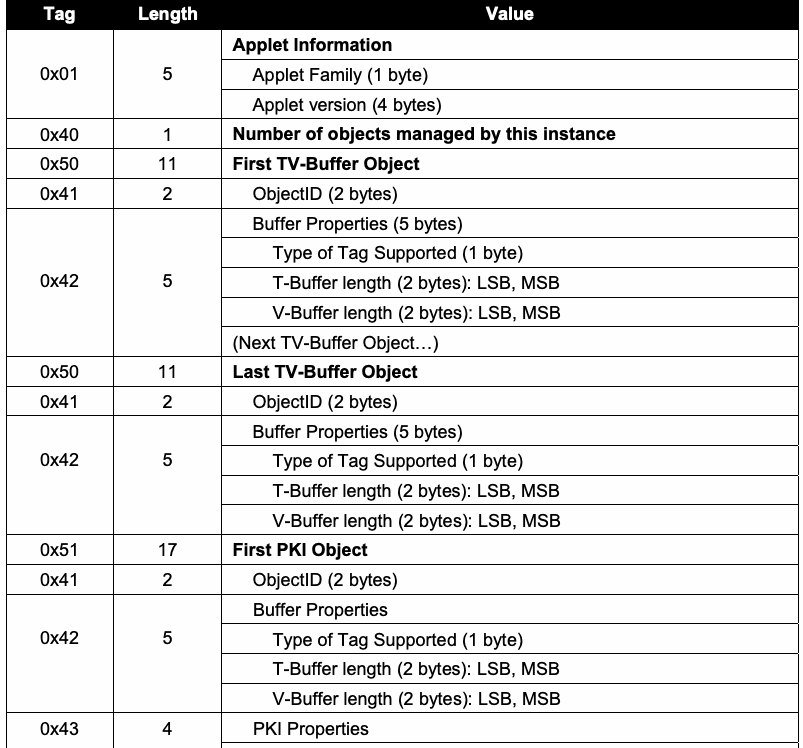 Tag Length Value
Applet Information
0x01 5 Applet Family (1 byte)
Applet version (4 bytes)
0x40 1 Number of objects managed by this instance
0x50 11 First TV-Buffer Object
0x41 2 ObjectID (2 bytes)
Buffer Properties (5 bytes)
Type of Tag Supported (1 byte)
0x42 5 T-Buffer length (2 bytes): LSB, MSB
V-Buffer length (2 bytes): LSB, MSB
(Next TV-Buffer Object…)
0x50 11 Last TV-Buffer Object
0x41 2 ObjectID (2 bytes)
Buffer Properties (5 bytes)
0x42 5 Type of Tag Supported (1 byte)
T-Buffer length (2 bytes): LSB, MSB
V-Buffer length (2 bytes): LSB, MSB
0x51 17 First PKI Object
0x41 2 ObjectID (2 bytes)
Buffer Properties
0x42 5 Type of Tag Supported (1 byte)
T-Buffer length (2 bytes): LSB, MSB
V-Buffer length (2 bytes): LSB, MSB
0x43 4 PKI Properties